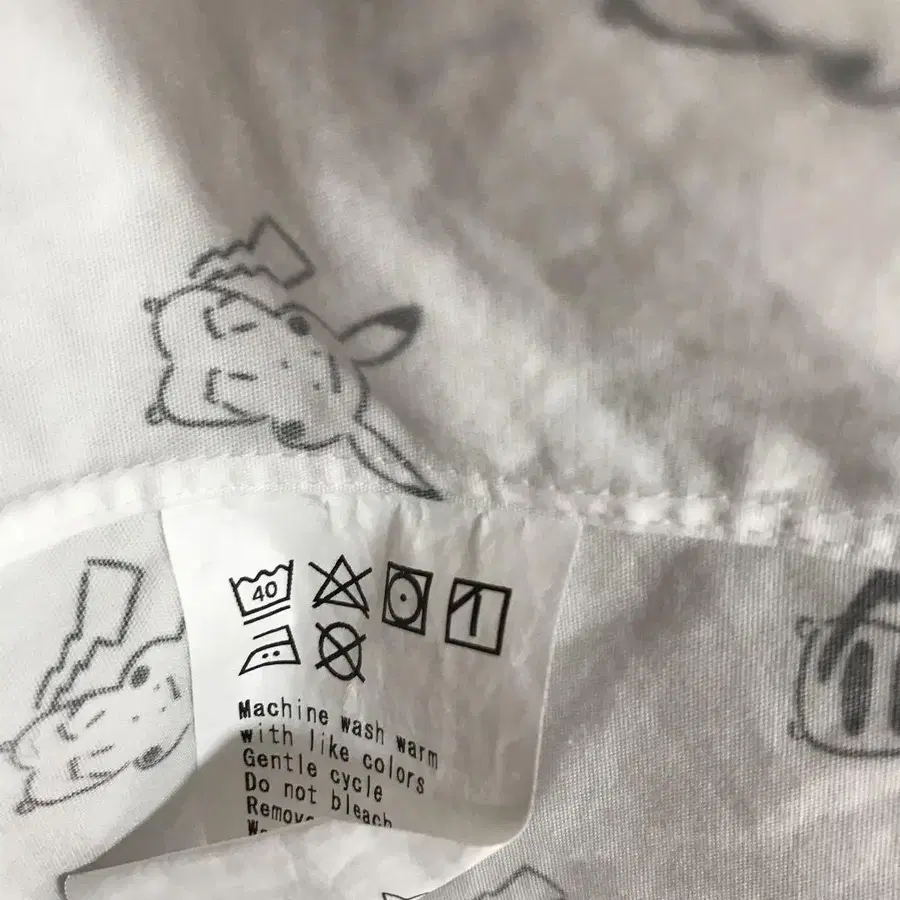 40
Machine wash warm
with like colors
Gentle cycle
Do not bleach